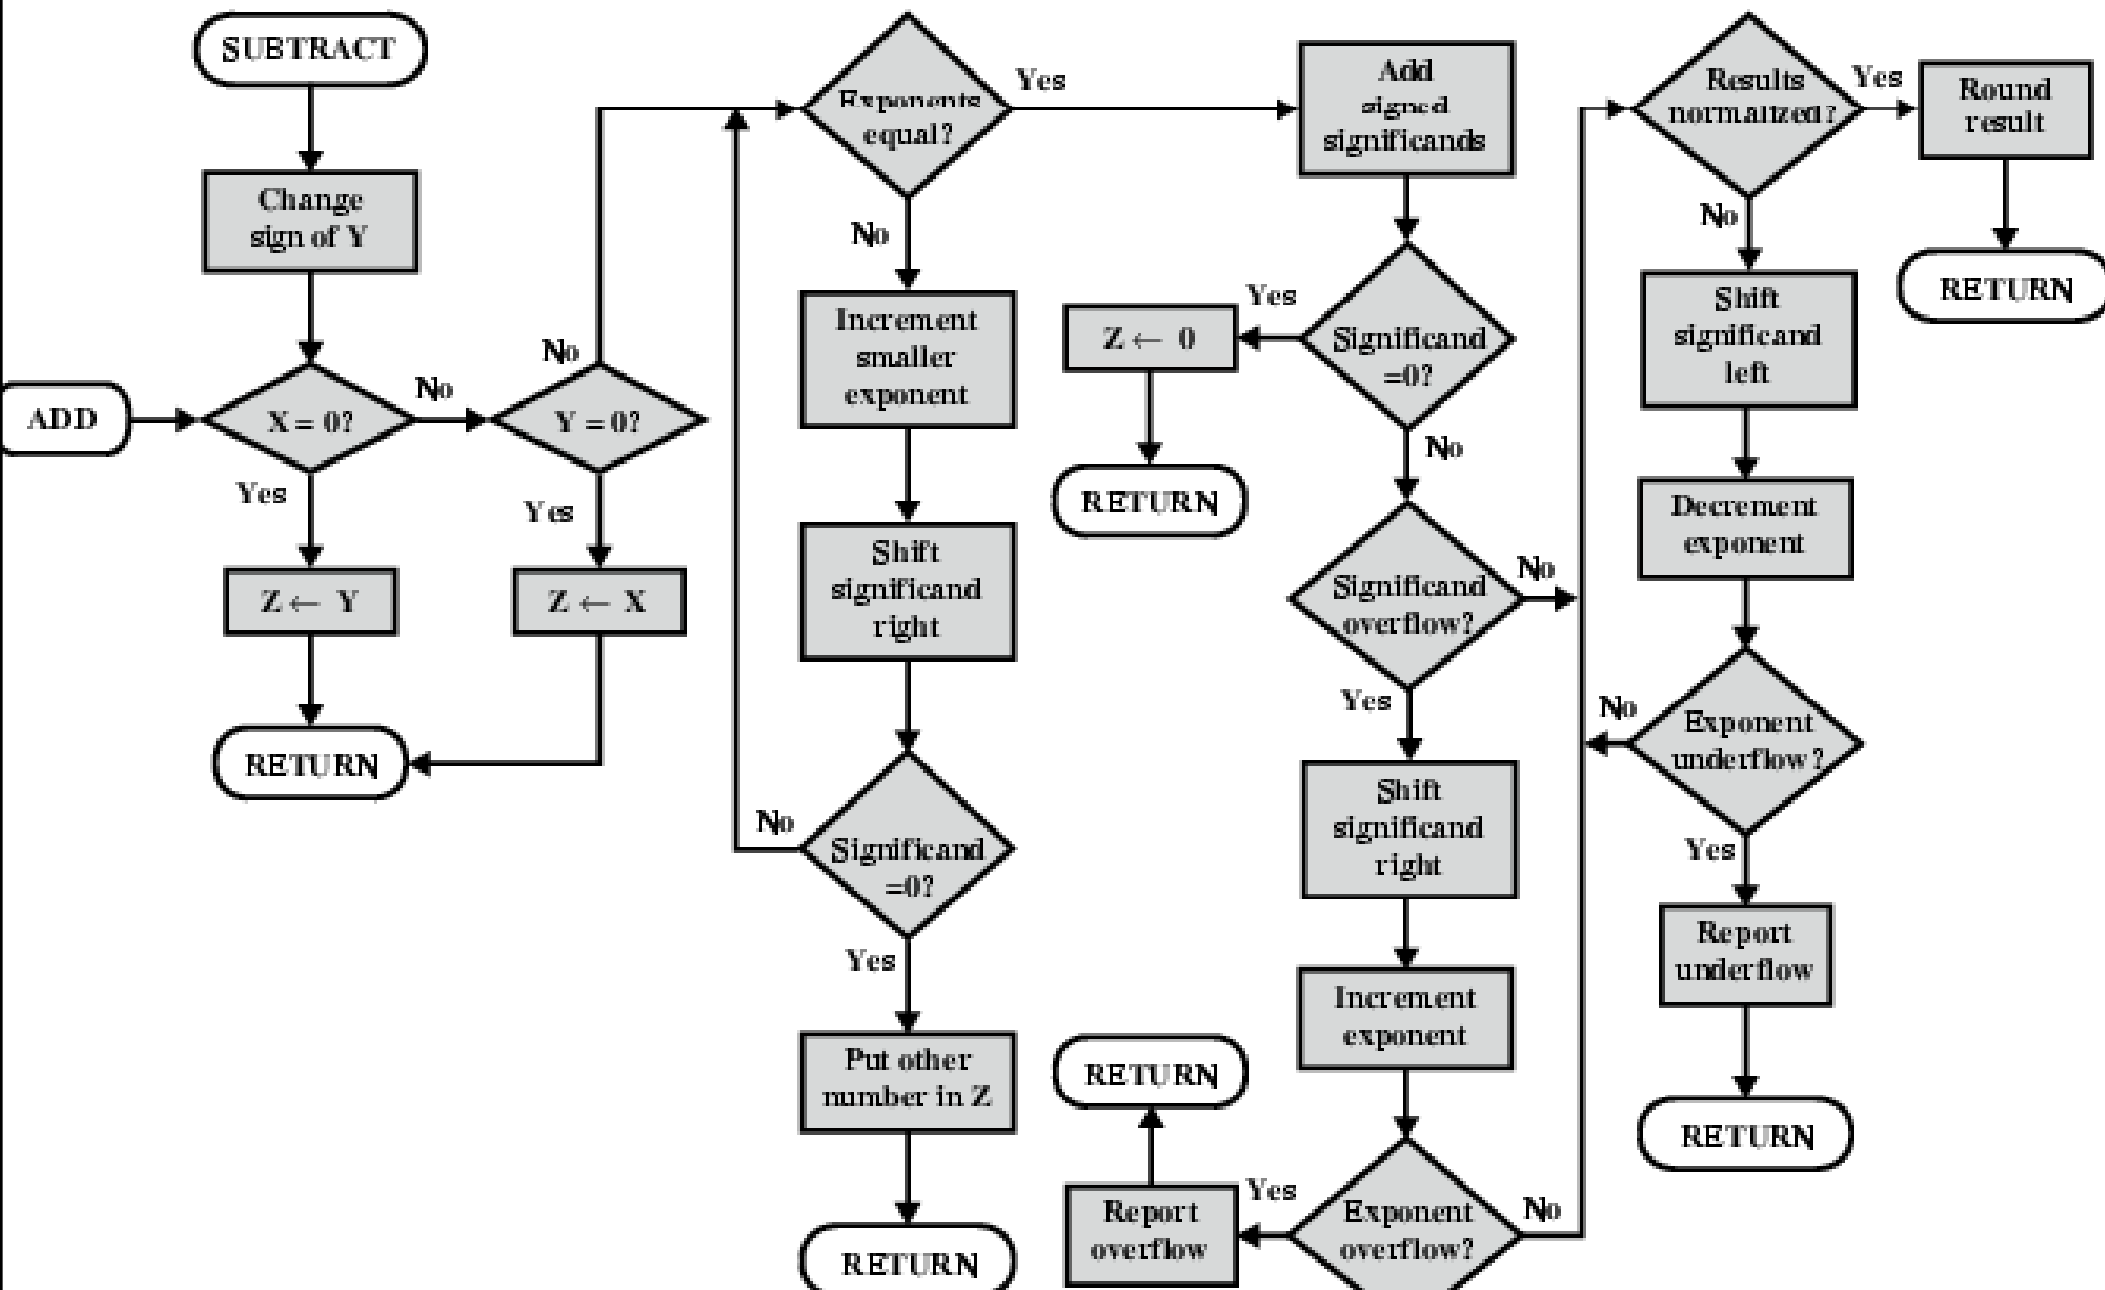 SUBTRACT
Change
sign of Y
ADD
X = 0?
No
Yes
Z ← Y
RETURN
Y = 0?
No
Yes
Z ← X
Exponents
equal?
Yes
No
Increment
smaller
exponent
Shift
significand
right
Significand
=0?
No
Yes
Put other
number in Z
RETURN
Add
signed
significands
Significand
=0?
Yes
Z ← 0
RETURN
No
Significand
overflow?
No
Yes
Shift
significand
right
Increment
exponent
Exponent
overflow?
Yes
Report
overflow
RETURN
No
Results
normalized?
Yes
Round
result
RETURN
No
Shift
significand
left
Decrement
exponent
Exponent
underflow?
No
Yes
Report
underflow
RETURN